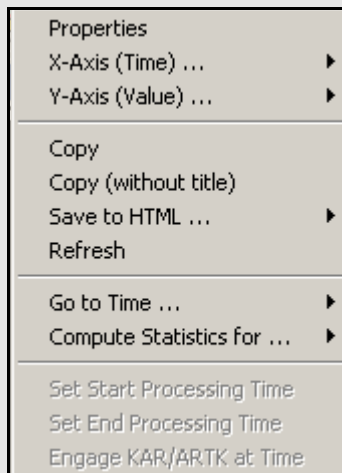 Properties
X-Axis (Time) ...
Y-Axis (Value) ...
Copy
Copy (without title)
Save to HTML ...
Refresh
Go to Time ...
Compute Statistics for ...
Set Start Processing Time
Set End Processing Time
Engage KAR/ARTK at Time